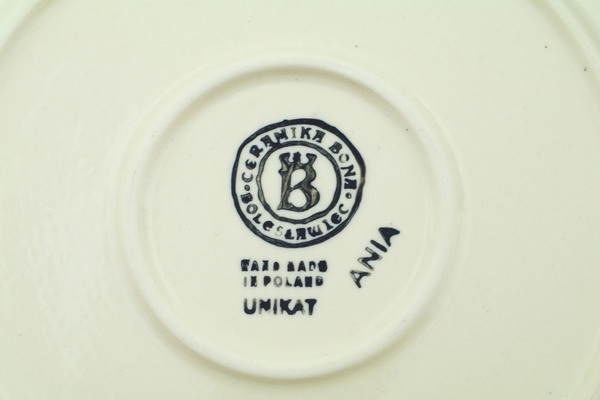 CERAMIKA BONA
B
BOLESŁAWIEC
HAND MADE
IN POLAND
UNIKAT
ANIA